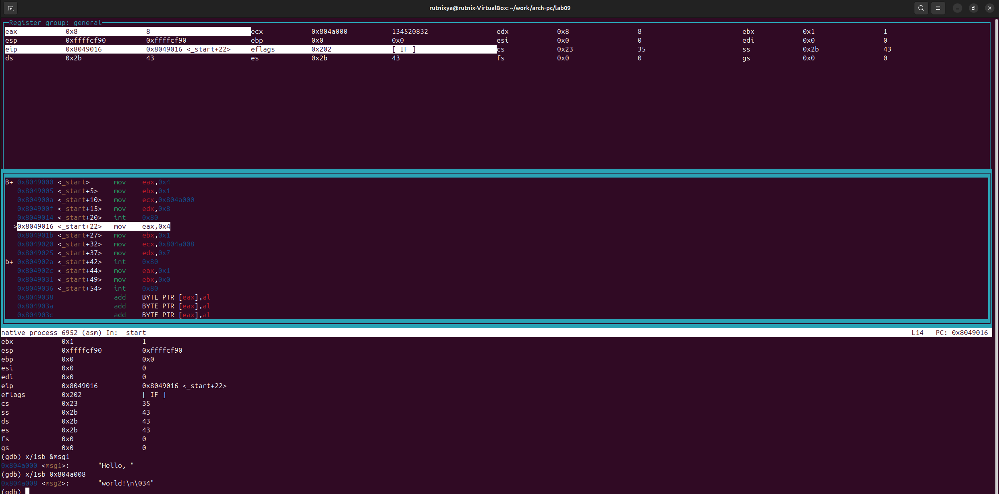 rutnixya@rutnix-VirtualBox: ~/work/arch-pc/lab09
Register group: general
eax 0x8 8 ecx 0x804a000 134520832 edx 0x8 8 ebx 0x1 1
esp 0xffffcf90 0xffffcf90 ebp 0x0 0x0 esi 0x0 0 edi 0x0 0
eip 0x8049016 0x8049016 <_start+22> eflags 0x202 [ IF ] cs 0x23 35 ss 0x2b 43
ds 0x2b 43 es 0x2b 43 fs 0x0 0 gs 0x0 0
B+ 0x8049000 <_start> mov eax,0x4
0x8049005 <_start+5> mov ebx,0x1
0x804900a <_start+10> mov ecx,0x804a000
0x804900f <_start+15> mov edx,0x8
0x8049014 <_start+20> int 0x80
>0x8049016 <_start+22> mov eax,0x4
0x804901b <_start+27> mov ebx,0x1
0x8049020 <_start+32> mov ecx,0x804a008
0x8049025 <_start+37> mov edx,0x7
b+ 0x804902a <_start+42> int 0x80
0x804902c <_start+44> mov eax,0x1
0x8049031 <_start+49> mov ebx,0x0
0x8049036 <_start+54> int 0x80
0x8049038 add BYTE PTR [eax],al
0x804903a add BYTE PTR [eax],al
0x804903c add BYTE PTR [eax],al
native process 6952 (asm) In: _start L14 PC: 0x8049016
ebx 0x1 1
esp 0xffffcf90 0xffffcf90
ebp 0x0 0x0
esi 0x0 0
edi 0x0 0
eip 0x8049016 0x8049016 <_start+22>
eflags 0x202 [ IF ]
cs 0x23 35
ss 0x2b 43
ds 0x2b 43
es 0x2b 43
fs 0x0 0
gs 0x0 0
(gdb) x/1sb &msg1
0x804a000 <msg1>: "Hello, "
(gdb) x/1sb 0x804a008
0x804a008 <msg2>: "world!\n\034"
(gdb)